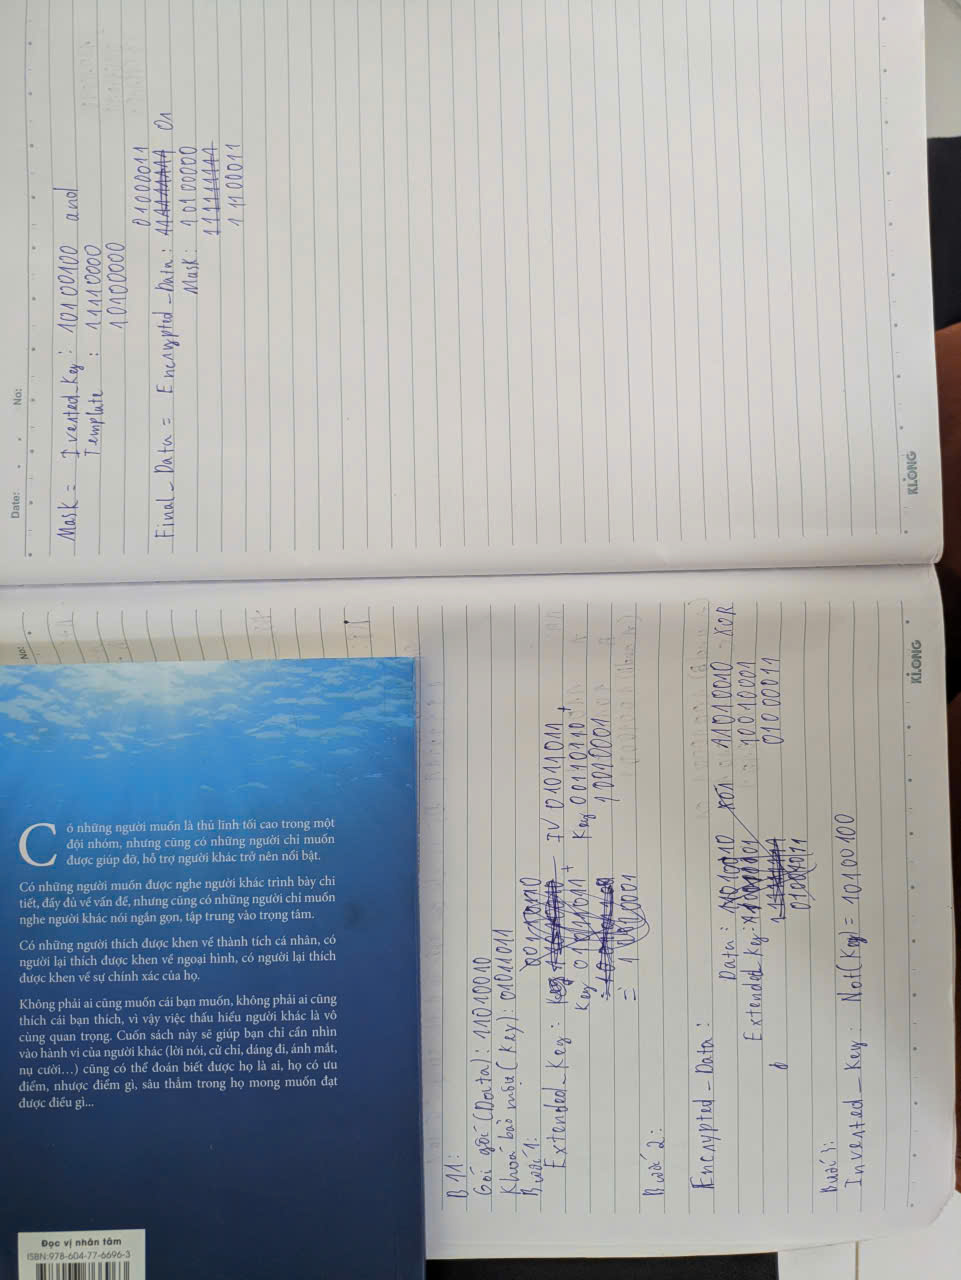 B11:
Gói gốc (Data): 11010010
Khoá bảo mật (Key): 01011011
Bước 1:
Extended_Key: IV 01011011 +
Key 01011011 + Key 00110110
=> 10010001
Bước 2:
Encrypted_Data: Data: 11010010 XOR
Extended_Key: 10010001
01000011
Bước 3:
Inverted_Key: Not(Key) = 10100100
Ki.ONG
Date: No:
Mask = Iverted_Key: 10100100 and
Template : 11110000
10100000
01000011
Final_Data = Encrypted_Data: Or
Mask: 10100000
11100011
Ki.ONG
No:
Có những người muốn là thủ lĩnh tối cao trong một
đội nhóm, nhưng cũng có những người chỉ muốn
được giúp đỡ, hỗ trợ người khác trở nên nổi bật.
Có những người muốn được nghe người khác trình bày chi
tiết, đầy đủ về vấn đề, nhưng cũng có những người chỉ muốn
nghe người khác nói ngắn gọn, tập trung vào trọng tâm.
Có những người thích được khen về thành tích cá nhân, có
người lại thích được khen về ngoại hình, có người lại thích
được khen về sự chính xác của họ.
Không phải ai cũng muốn cái bạn muốn, không phải ai cũng
thích cái bạn thích, vì vậy việc thấu hiểu người khác là vô
cùng quan trọng. Cuốn sách này sẽ giúp bạn chỉ cần nhìn
vào hành vi của người khác (lời nói, cử chỉ, dáng đi, ánh mắt,
nụ cười...) cũng có thể đoán biết được họ là ai, họ có ưu
điểm, nhược điểm gì, sâu thẳm trong họ mong muốn đạt
được điều gì...
Đọc vị nhân tâm
ISBN:978-604-77-6696-3